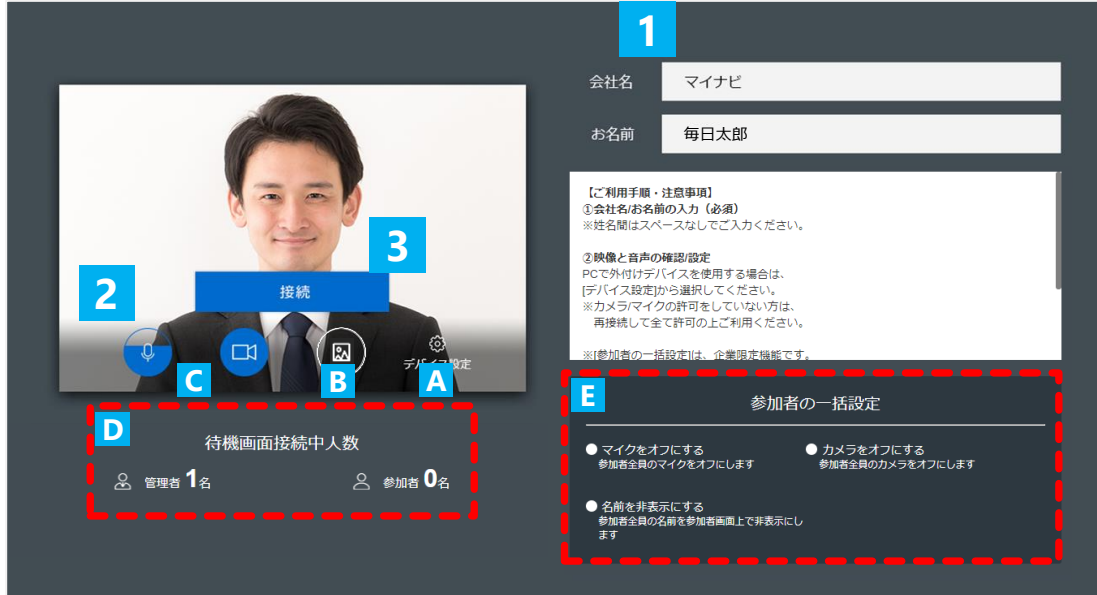 1
会社名 マイナビ
お名前 毎日太郎
3
接続
2
デバイス設定
C
B
A
【ご利用手順・注意事項】
①会社名/お名前の入力（必須）
※姓名間はスペースなしでご入力ください。
②映像と音声の確認/設定
PCで外付けデバイスを使用する場合は、
[デバイス設定]から選択してください。
※カメラ/マイクの許可をしていない方は、
再接続して全て許可の上ご利用ください。
※[参加者の一括設定]は、企業限定機能です。
D
待機画面接続中人数
管理者 1名
参加者 0名
E
参加者の一括設定
マイクをオフにする
参加者全員のマイクをオフにします
カメラをオフにする
参加者全員のカメラをオフにします
名前を非表示にする
参加者全員の名前を参加者画面上で非表示にし
ます